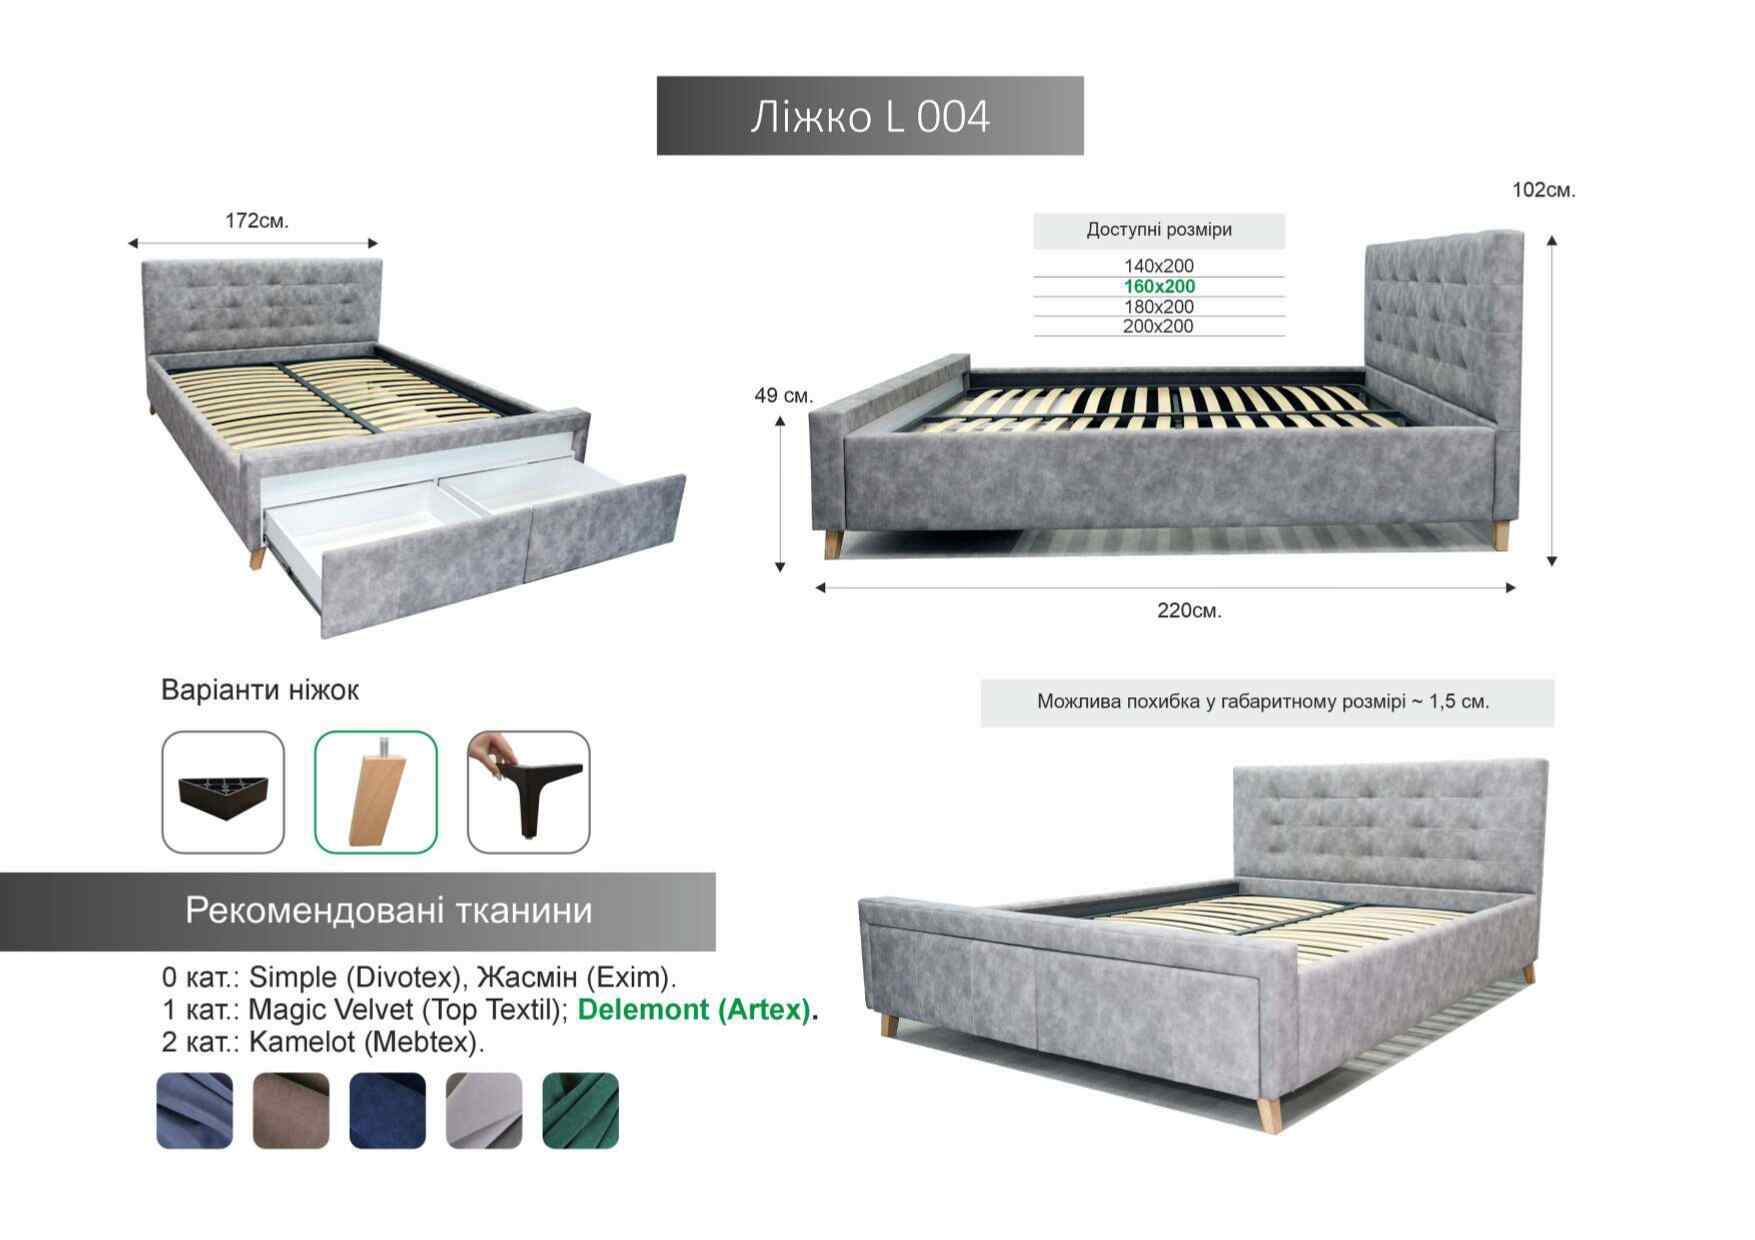 Ліжко L 004
102см.
172см.
Доступні розміри
140x200
160x200
180x200
200x200
49 см.
220см.
Варіанти ніжок
Можлива похибка у габаритному розмірі ~ 1,5 см.
Рекомендовані тканини
0 кат.: Simple (Divotex), Жасмін (Exim).
1 кат.: Magic Velvet (Top Textil); Delemont (Artex).
2 кат.: Kamelot (Mebtex).